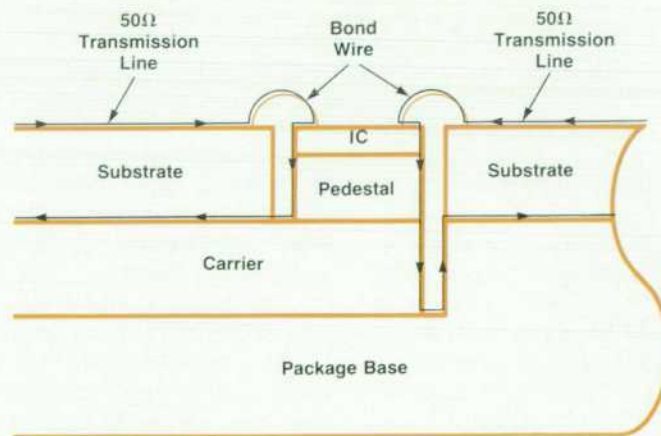 50Ω
Transmission
Line
Bond
Wire
50Ω
Transmission
Line
IC
Substrate
Pedestal
Substrate
Carrier
Package Base